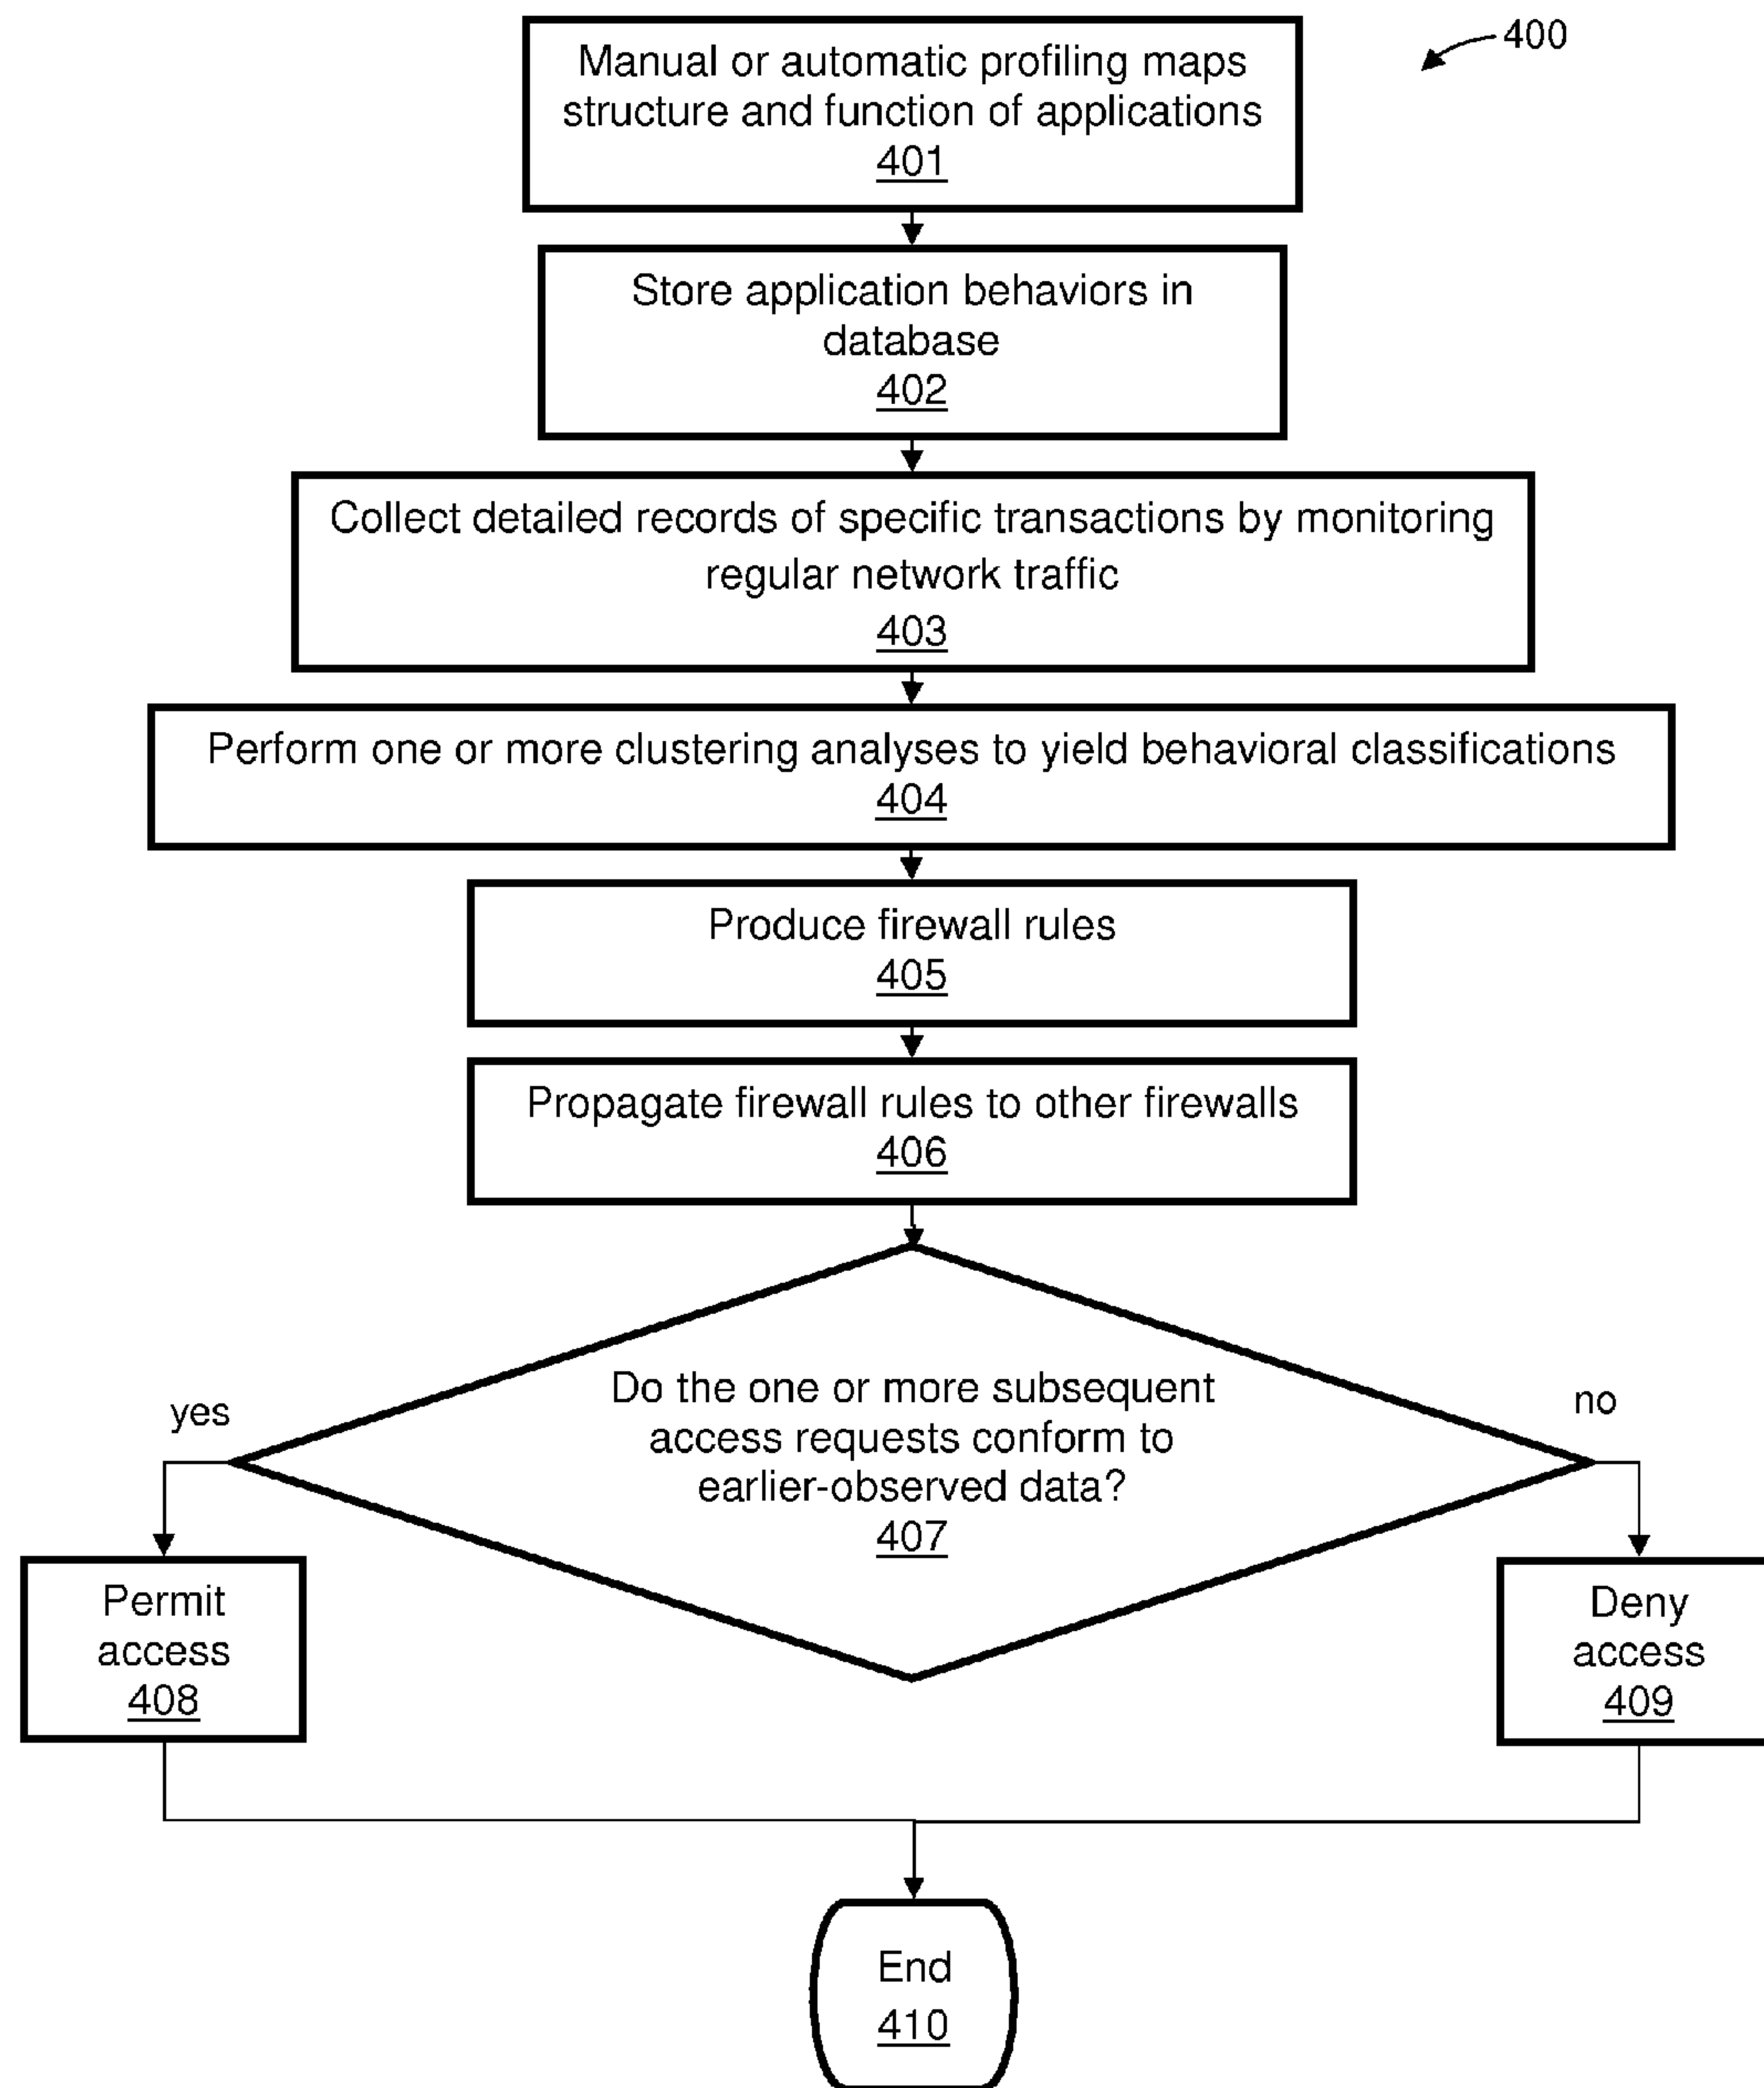 400
Manual or automatic profiling maps
structure and function of applications
401
Store application behaviors in
database
402
Collect detailed records of specific transactions by monitoring
regular network traffic
403
Perform one or more clustering analyses to yield behavioral classifications
404
Produce firewall rules
405
Propagate firewall rules to other firewalls
406
Do the one or more subsequent
access requests conform to
earlier-observed data?
407
yes
no
Permit
access
408
Deny
access
409
End
410